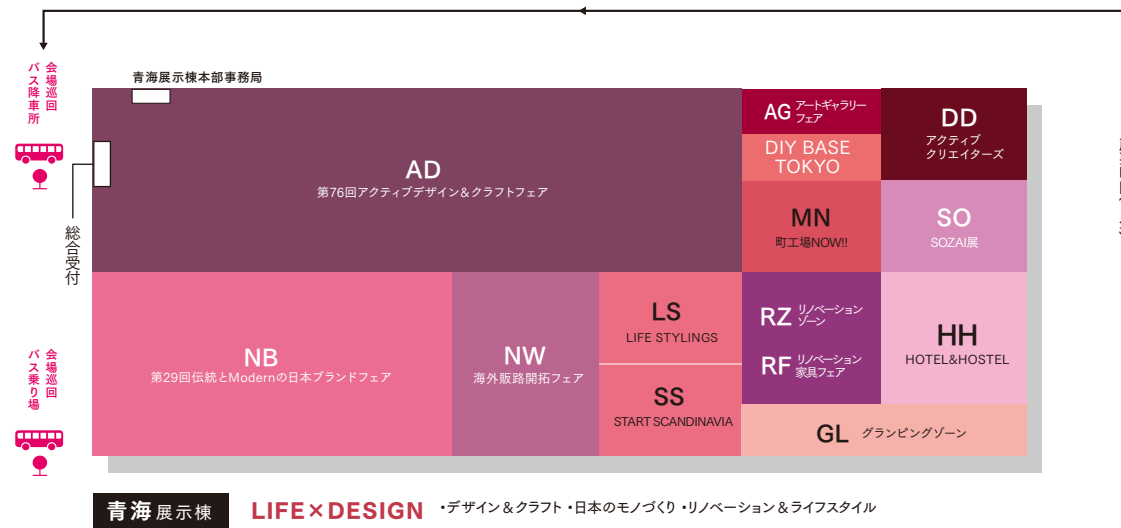 会場巡回
バス降車所
青海展示棟本部事務局
総合受付
会場巡回
バス乗り場
AD
第76回アクティブデザイン＆クラフトフェア
AG アートギャラリー
フェア
DIY BASE
TOKYO
DD
アクティブ
クリエイターズ
MN
町工場NOW!!
SO
SOZAI展
NB
第29回伝統とModernの日本ブランドフェア
NW
海外販路開拓フェア
LS
LIFE STYLINGS
SS
START SCANDINAVIA
RZ リノベーション
ゾーン
RF リノベーション
家具フェア
HH
HOTEL&HOSTEL
GL グランピングゾーン
青海展示棟 LIFE×DESIGN ・デザイン＆クラフト ・日本のモノづくり ・リノベーション＆ライフスタイル